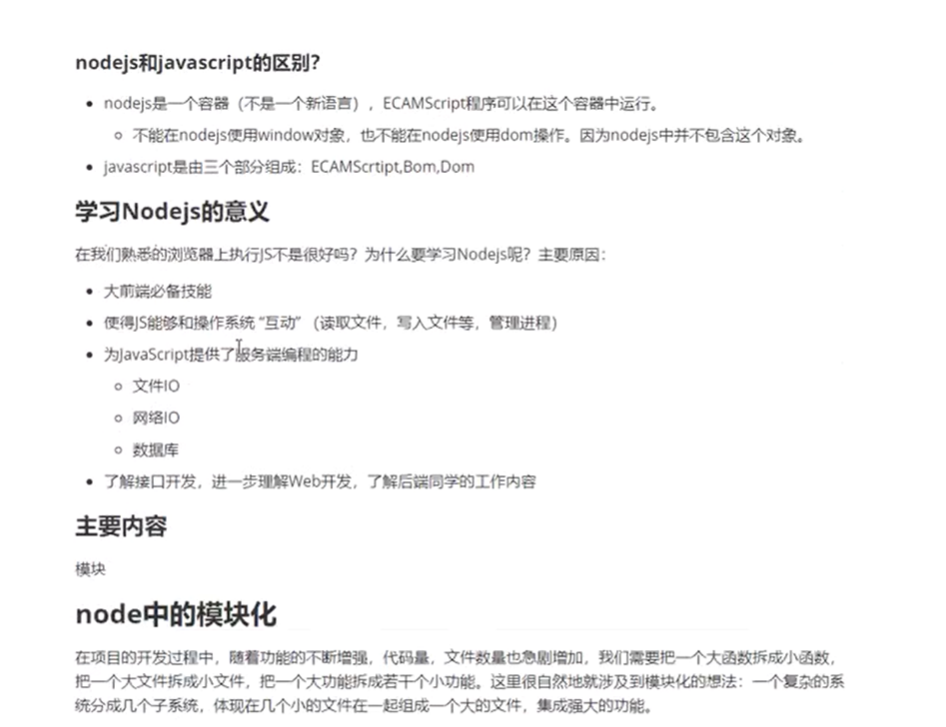 nodejs和javascript的区别?
nodejs是一个容器（不是一个新语言），ECAMScript程序可以在这个容器中运行。
不能在nodejs使用window对象，也不能在nodejs使用dom操作。因为nodejs中并不包含这个对象。
javascript是由三个部分组成：ECAMScrtipt,Bom,Dom
学习Nodejs的意义
在我们熟悉的浏览器上执行JS不是很好吗？为什么要学习Nodejs呢？主要原因：
大前端必备技能
使得JS能够和操作系统 “互动” （读取文件，写入文件等，管理进程）
为JavaScript提供了服务端编程的能力
文件IO
网络IO
数据库
了解接口开发，进一步理解Web开发，了解后端同学的工作内容
主要内容
模块
node中的模块化
在项目的开发过程中，随着功能的不断增强，代码量，文件数量也急剧增加，我们需要把一个大函数拆成小函数，
把一个大文件拆成小文件，把一个大功能拆成若干个小功能。这里很自然地就涉及到模块化的想法：一个复杂的系
统分成几个子系统，体现在几个小的文件在一起组成一个大的文件，集成强大的功能。